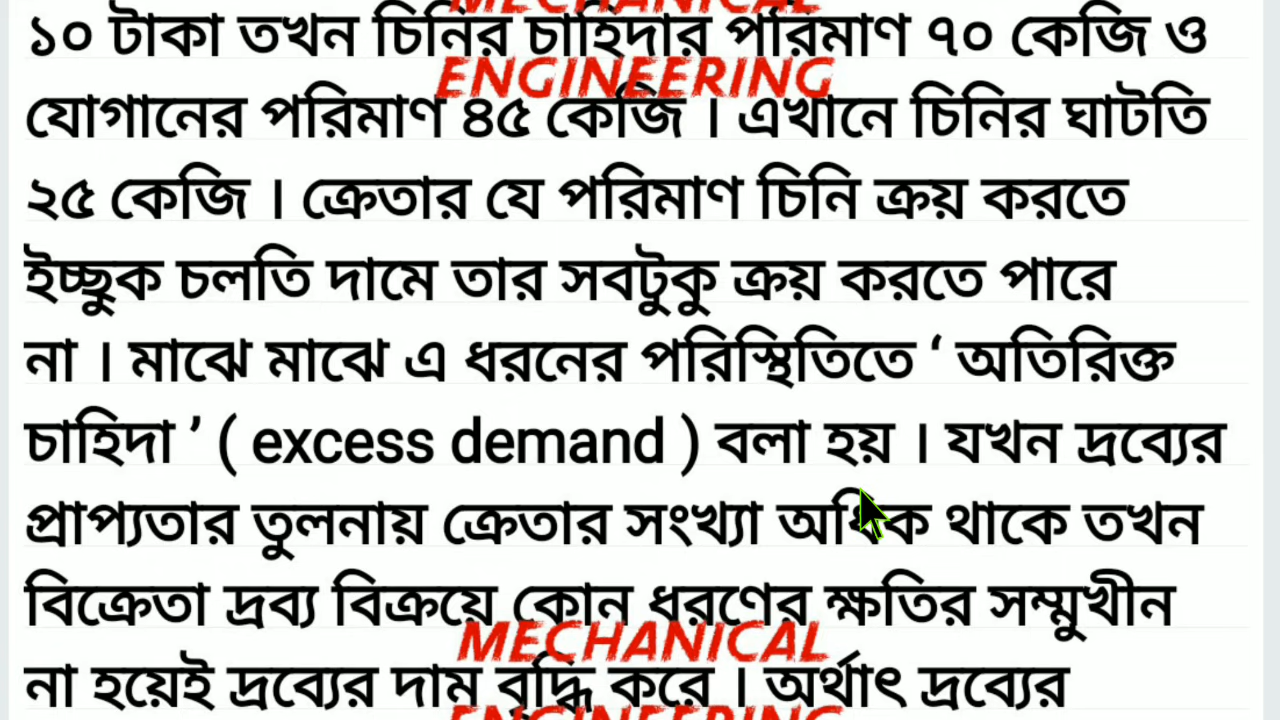 MECHANICAL
১০ টাকা তখন চিনির চাহিদার পরিমাণ ৭০ কেজি ও
ENGINEERING
যোগানের পরিমাণ ৪৫ কেজি । এখানে চিনির ঘাটতি
২৫ কেজি । ক্রেতার যে পরিমাণ চিনি ক্রয় করতে
ইচ্ছুক চলতি দামে তার সবটুকু ক্রয় করতে পারে
না । মাঝে মাঝে এ ধরনের পরিস্থিতিতে ‘ অতিরিক্ত
চাহিদা ’ ( excess demand ) বলা হয় । যখন দ্রব্যের
প্রাপ্যতার তুলনায় ক্রেতার সংখ্যা অধিক থাকে তখন
বিক্রেতা দ্রব্য বিক্রয়ে কোন ধরণের ক্ষতির সম্মুখীন
MECHANICAL
না হয়েই দ্রব্যের দাম বৃদ্ধি করে । অর্থাৎ দ্রব্যের
ENGINEERING